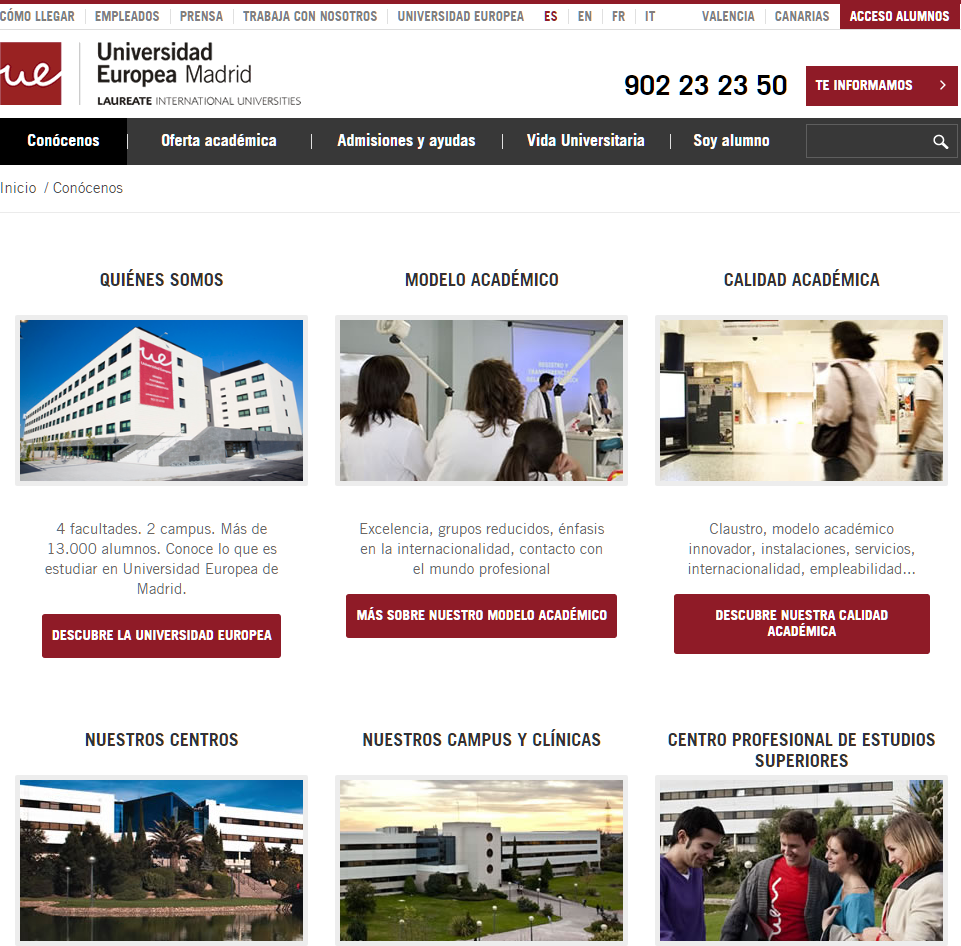 CÓMO LLEGAR EMPLEADOS PRENSA TRABAJA CON NOSOTROS UNIVERSIDAD EUROPEA ES EN FR IT VALENCIA CANARIAS ACCESO ALUMNOS
ue
Universidad
Europea Madrid
LAUREATE INTERNATIONAL UNIVERSITIES
902 23 23 50
TE INFORMAMOS
Conócenos Oferta académica Admisiones y ayudas Vida Universitaria Soy alumno
Inicio / Conócenos
QUIÉNES SOMOS
MODELO ACADÉMICO
CALIDAD ACADÉMICA
ue
REGISTRO Y
4 facultades. 2 campus. Más de
13.000 alumnos. Conoce lo que es
estudiar en Universidad Europea de
Madrid.
DESCUBRE LA UNIVERSIDAD EUROPEA
Excelencia, grupos reducidos, énfasis
en la internacionalidad, contacto con
el mundo profesional
MÁS SOBRE NUESTRO MODELO ACADÉMICO
Claustro, modelo académico
innovador, instalaciones, servicios,
internacionalidad, empleabilidad...
DESCUBRE NUESTRA CALIDAD
ACADÉMICA
NUESTROS CENTROS
NUESTROS CAMPUS Y CLÍNICAS
CENTRO PROFESIONAL DE ESTUDIOS
SUPERIORES
ue